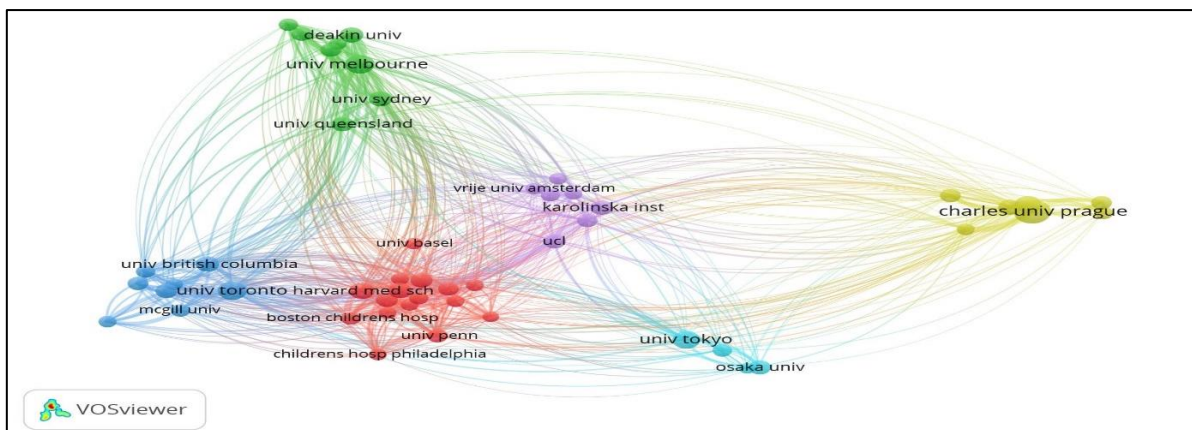 deakin univ
univ melbourne
univ sydney
univ queensland
vrije univ amsterdam
karolinska inst
charles univ prague
univ basel
ucl
univ british columbia
univ toronto
harvard med sch
mcgill univ
boston childrens hosp
univ penn
univ tokyo
childrens hosp philadelphia
osaka univ
VOSviewer